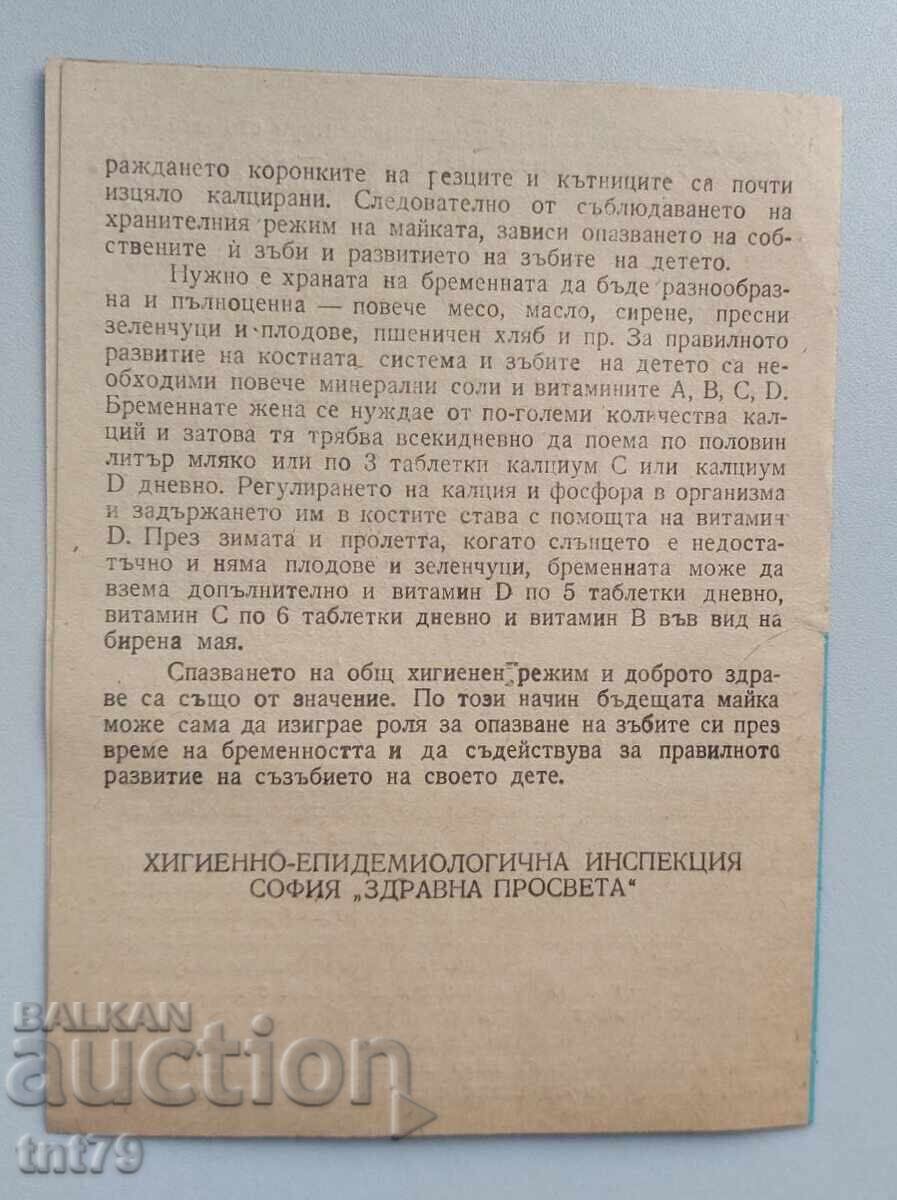 раждането коронките на резците и кътниците са почти
изцяло калцирани. Следователно от съблюдаването на
хранителния режим на майката, зависи опазването на соб-
ствените ѝ зъби и развитието на зъбите на детето.
Нужно е храната на бременната да бъде разнообраз-
на и пълноценна — повече месо, масло, сирене, пресни
зеленчуци и плодове, пшеничен хляб и пр. За правилното
развитие на костната система и зъбите на детето са не-
обходими повече минерални соли и витамините А, В, С, D.
Бременнате жена се нуждае от по-големи количества кал-
ций и затова тя трябва всекидневно да поема по половин
литър мляко или по 3 таблетки калциум С или калциум
D дневно. Регулирането на калция и фосфора в организма
и задържането им в костите става с помощта на витамин
D. През зимата и пролетта, когато слънцето е недоста-
тъчно и няма плодове и зеленчуци, бременната може да
взема допълнително и витамин D по 5 таблетки дневно,
витамин С по 6 таблетки дневно и витамин В във вид на
бирена мая.
Спазването на общ хигиенен режим и доброто здра-
ве са също от значение. По този начин бъдещата майка
може сама да изиграе роля за опазване на зъбите си през
време на бременността и да съдействува за правилното
развитие на съзъбието на своето дете.
ХИГИЕННО-ЕПИДЕМИОЛОГИЧНА ИНСПЕКЦИЯ
СОФИЯ „ЗДРАВНА ПРОСВЕТА“
BALKAN
auction
tnt79